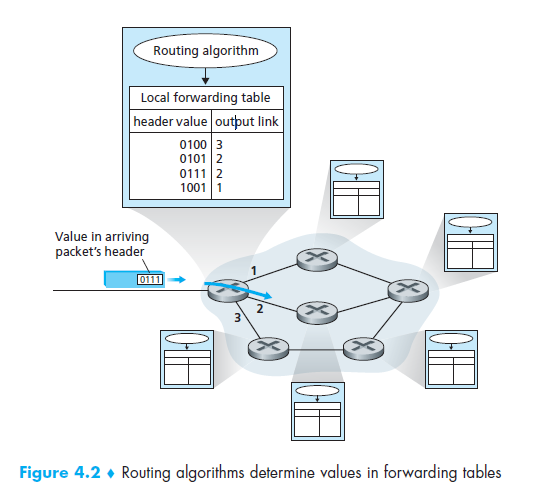 Routing algorithm
Local forwarding table
header value output link
0100 3
0101 2
0111 2
1001 1
Value in arriving
packet's header
0111
1
2
3
Figure 4.2 ♦ Routing algorithms determine values in forwarding tables